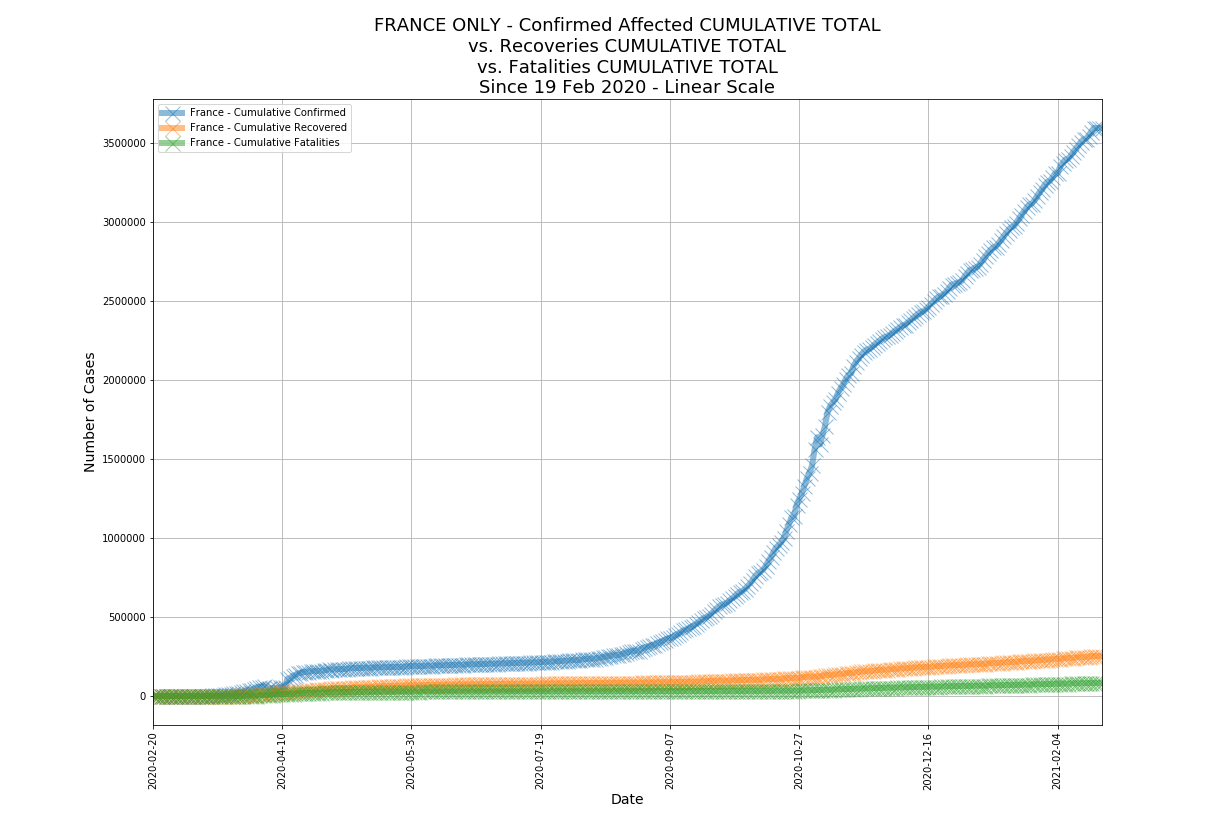 FRANCE ONLY - Confirmed Affected CUMULATIVE TOTAL
vs. Recoveries CUMULATIVE TOTAL
vs. Fatalities CUMULATIVE TOTAL
Since 19 Feb 2020 - Linear Scale
France - Cumulative Confirmed
France - Cumulative Recovered
France - Cumulative Fatalities
Number of Cases
3500000
3000000
2500000
2000000
1500000
1000000
500000
0
2020-02-20
2020-04-10
2020-05-30
2020-07-19
2020-09-07
2020-10-27
2020-12-16
2021-02-04
Date